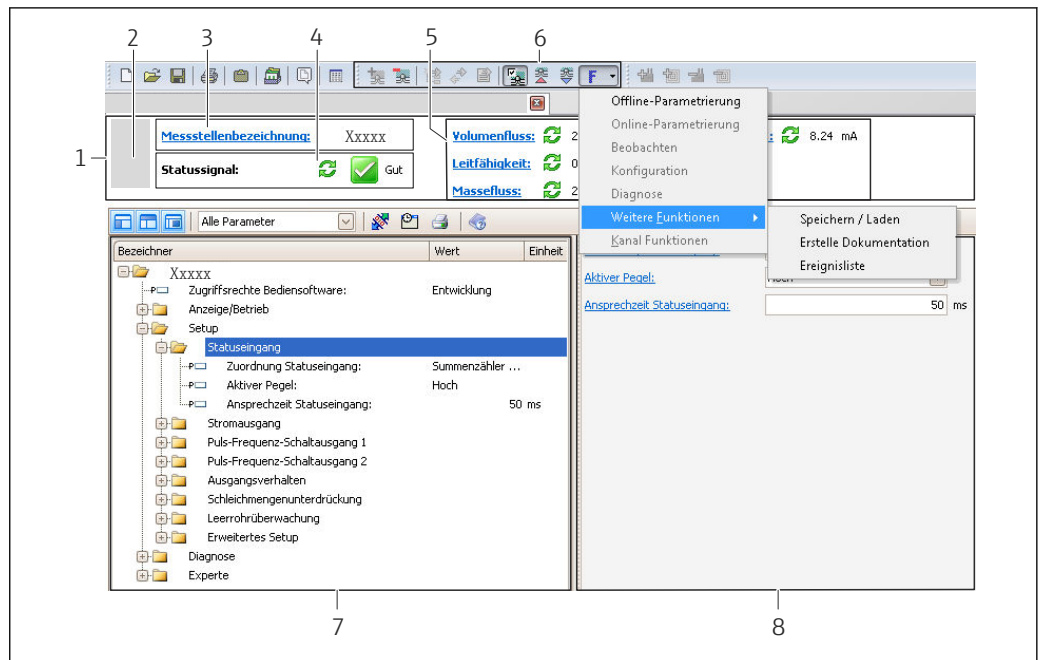 2 3 4 5 6
F
Offline-Parametrierung
Online-Parametrierung
Beobachten
Konfiguration
Diagnose
Weitere Funktionen
Kanal Funktionen
Speichern / Laden
Erstelle Dokumentation
Ereignisliste
1
Messstellenbezeichnung: Xxxxx
Statussignal: Gut
Volumenfluss: 2
Leitfähigkeit: 0
Massefluss: 2
: 8.24 mA
Alle Parameter
Bezeichner Wert Einheit
Xxxxx
P Zugriffsrechte Bediensoftware: Entwicklung
Anzeige/Betrieb
Setup
Statuseingang
P Zuordnung Statuseingang: Summenzähler ...
P Aktiver Pegel: Hoch
P Ansprechzeit Statuseingang: 50 ms
Stromausgang
Puls-Frequenz-Schaltausgang 1
Puls-Frequenz-Schaltausgang 2
Ausgangsverhalten
Schleichmengenunterdrückung
Leerrohrüberwachung
Erweitertes Setup
Diagnose
Experte
Aktiver Pegel: Hoch
Ansprechzeit Statuseingang: 50 ms
7 8